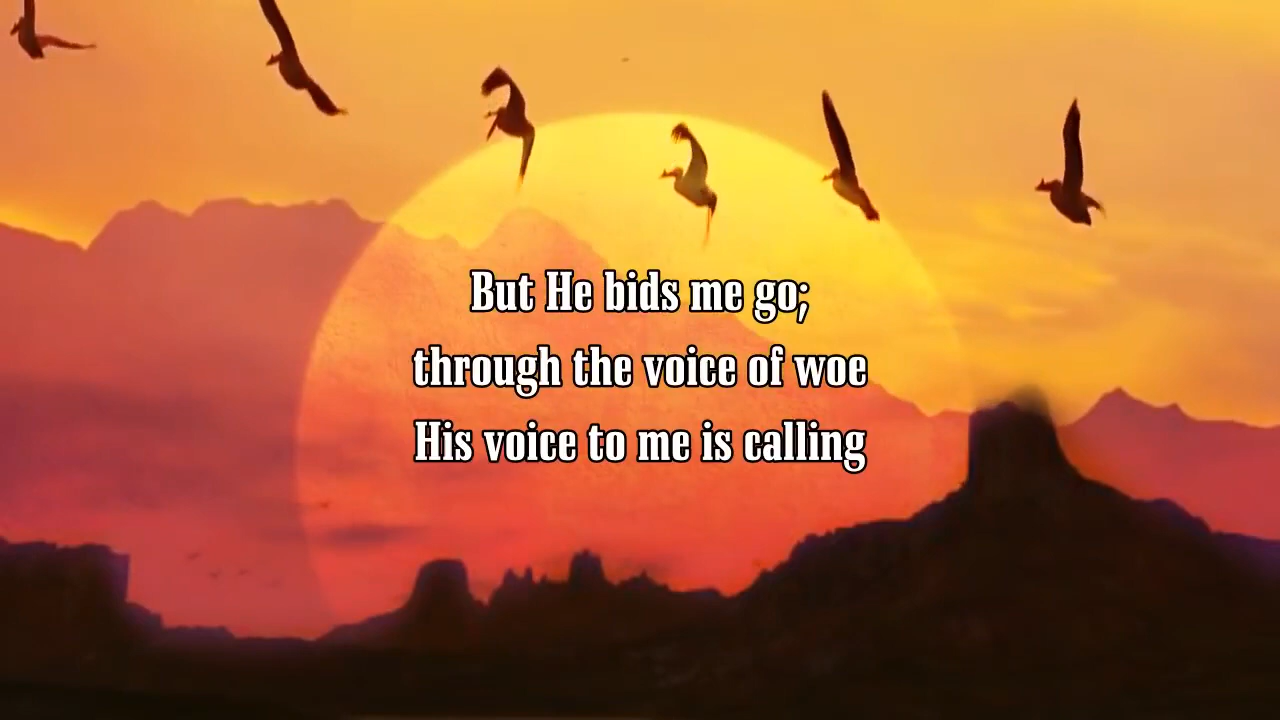 But He bids me go;
through the voice of woe
His voice to me is calling